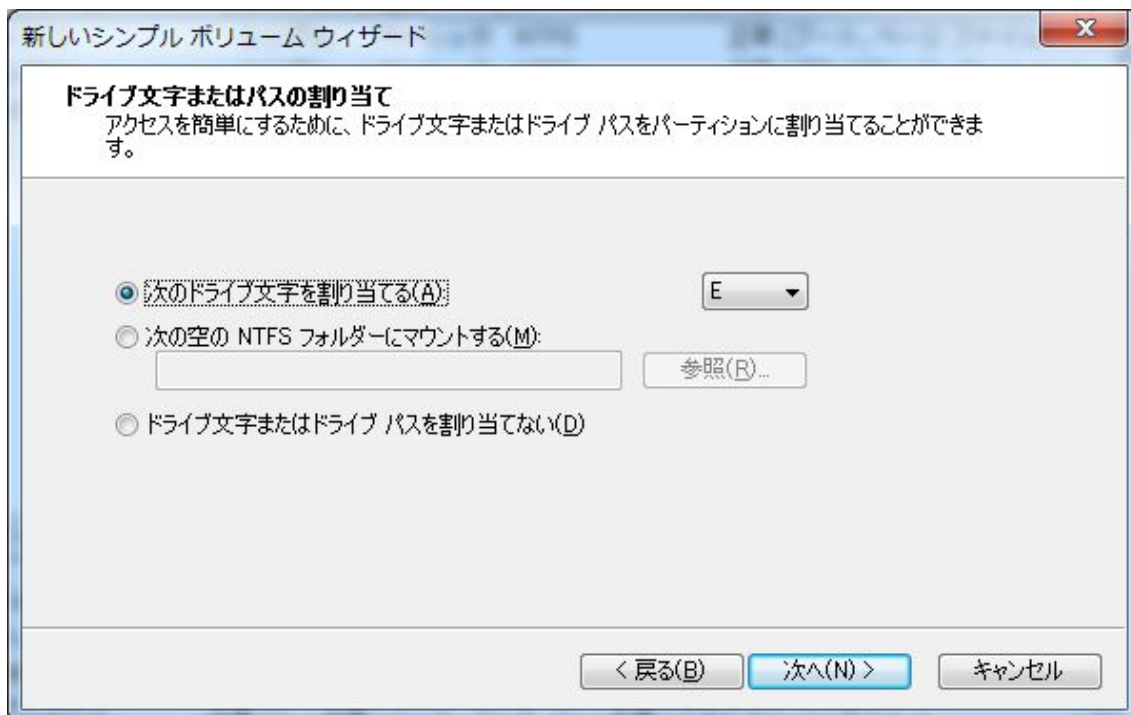 新しいシンプル ボリューム ウィザード
ドライブ文字またはパスの割り当て
アクセスを簡単にするために、ドライブ文字またはドライブ パスをパーティションに割り当てることができま
す。
次のドライブ文字を割り当てる(A): E
次の空の NTFS フォルダーにマウントする(M):
参照(R)...
ドライブ文字またはドライブ パスを割り当てない(D)
< 戻る(B) 次へ(N) > キャンセル